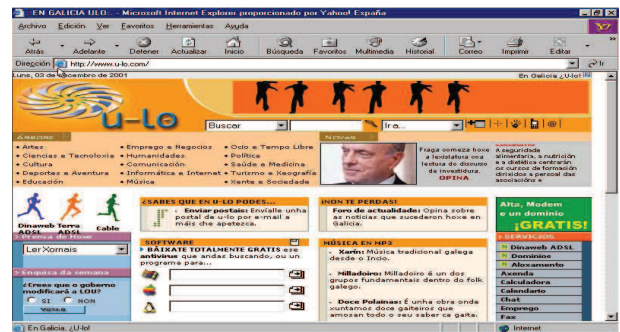 :EN GALICIA ULO:. - Microsoft Internet Explorer proporcionado por Yahoo! España
Archivo Edición Ver Favoritos Herramientas Ayuda
Atrás Adelante Detener Actualizar Inicio Búsqueda Favoritos Multimedia Historial Correo Imprimir Editar
Dirección http://www.u-lo.com/ Ir
Luns, 03 de Decembro de 2001 En Galicia ¿U-lo!
u-lo
Buscar Ir a...
NOVAS
• Artes
• Ciencias e Tecnoloxía
• Cultura
• Deportes e Aventura
• Educación
• Emprego e Negocios
• Humanidades
• Comunicación
• Informática e Internet
• Música
• Ocio e Tempo Libre
• Política
• Saúde e Medicina
• Turismo e Xeografía
• Xente e Sociedade
Fraga comeza hoxe
a lexislatura coa
lectura do discurso
de investidura.
OPINA
A seguridade
alimentaria, a nutrición
e a dietética centrarán
os cursos de formación
dirixidos a persoal das
asociacións e
Dinaweb ADSL
Terra ADSL
Cable
> Prensa de Hoxe
Ler Xornais
> Enquisa da semana
¿Crees que o goberno
modificará a LOU?
SI NON
VOTAR
¿SABES QUE EN U-LO PODES...
- Enviar postais: Envíalle unha
postal de u-lo por e-mail a
máis che apetezca.
SOFTWARE
> BÁIXATE TOTALMENTE GRATIS ese
antivirus que andas buscando, ou un
programa para...
¡NON TE PERDAS!
Foro de actualidade: Opina sobre
as noticias que sucederon hoxe en
Galicia.
MÚSICA EN MP3
- Xarín: Música tradicional galega
desde o Incio.
- Milladoiro: Milladoiro é un dos
grupos fundamentais dentro do folk
galego.
- Doce Polainas: É unha obra onde
xuntamos doce gaiteiros que
amosan todo o seu saber ca gaita.
Alta, Modem
e un dominio
¡GRATIS!
> SERVICIOS
Dinaweb ADSL
Dominios
Aloxamento
Axenda
Calculadora
Calendario
Chat
Emprego
Fax
En Galicia, ¿U-lo! Internet